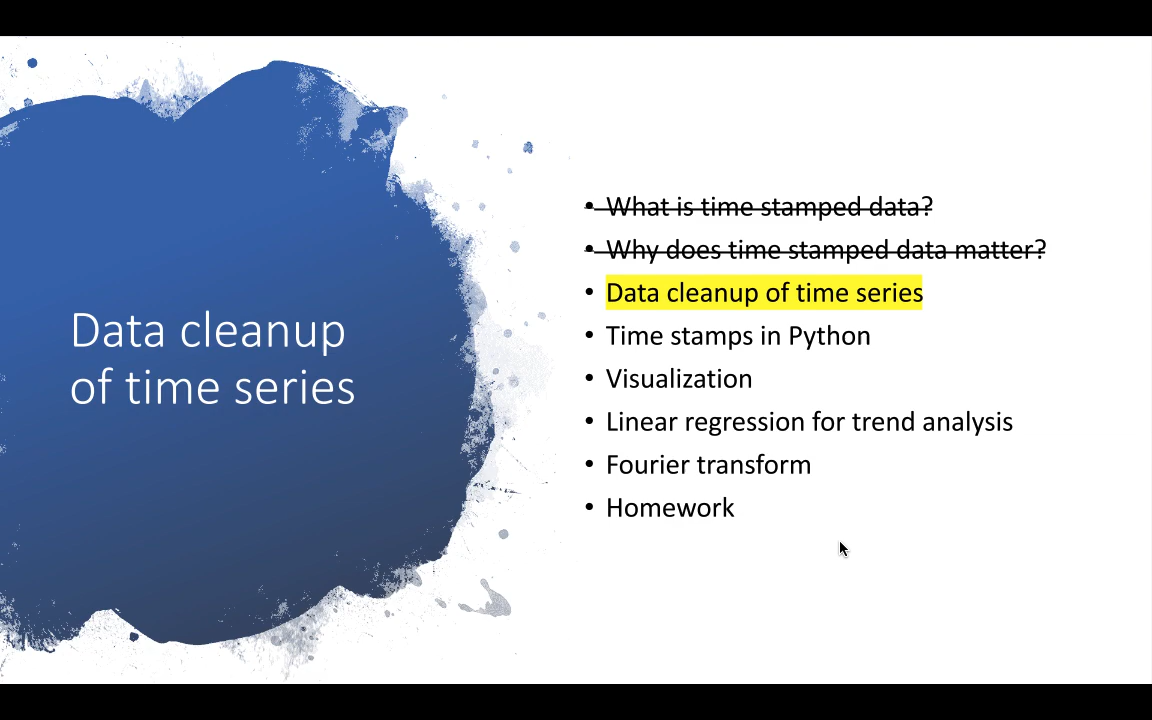 Data cleanup
of time series
• What is time stamped data?
• Why does time stamped data matter?
• Data cleanup of time series
• Time stamps in Python
• Visualization
• Linear regression for trend analysis
• Fourier transform
• Homework